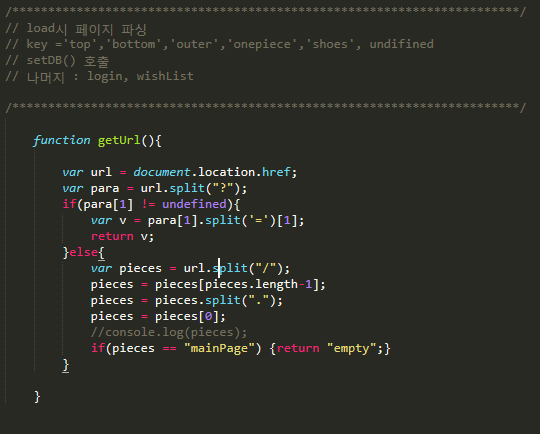 /***********************************************************************/
// load시 페이지 파싱
// key ='top','bottom','outer','onepiece','shoes', undifined
// setDB() 호출
// 나머지 : login, wishList
/***********************************************************************/
function getUrl(){
var url = document.location.href;
var para = url.split("?");
if(para[1] != undefined){
var v = para[1].split('=')[1];
return v;
}else{
var pieces = url.split("/");
pieces = pieces[pieces.length-1];
pieces = pieces.split(".");
pieces = pieces[0];
//console.log(pieces);
if(pieces == "mainPage") {return "empty";}
}
}